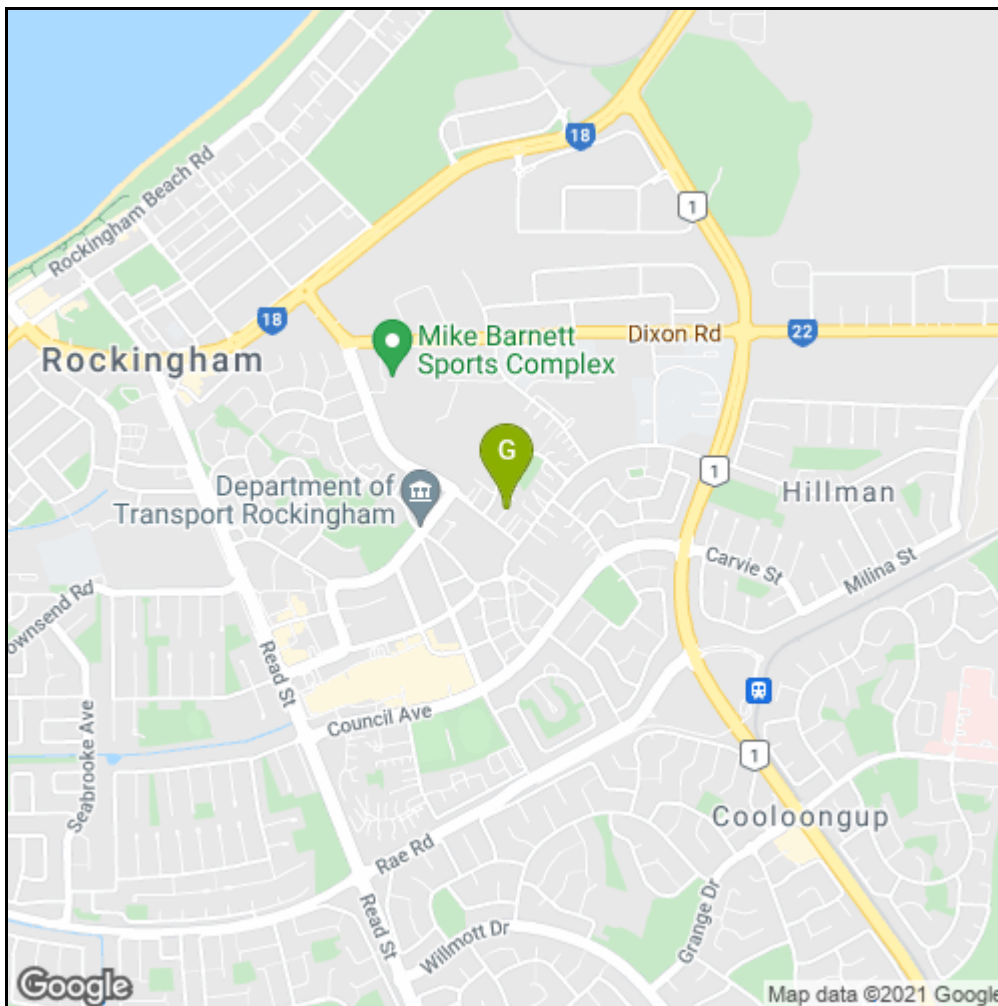 18
Rockingham Beach Rd
1
18
Mike Barnett
Sports Complex
Dixon Rd
22
Rockingham
G
1
Department of
Transport Rockingham
Hillman
Carvie St
Milina St
ownsend Rd
Read St
Council Ave
Seabrooke Ave
1
Cooloongup
Rae Rd
Grange Dr
Read St
Willmott Dr
Google
Map data ©2021 Google